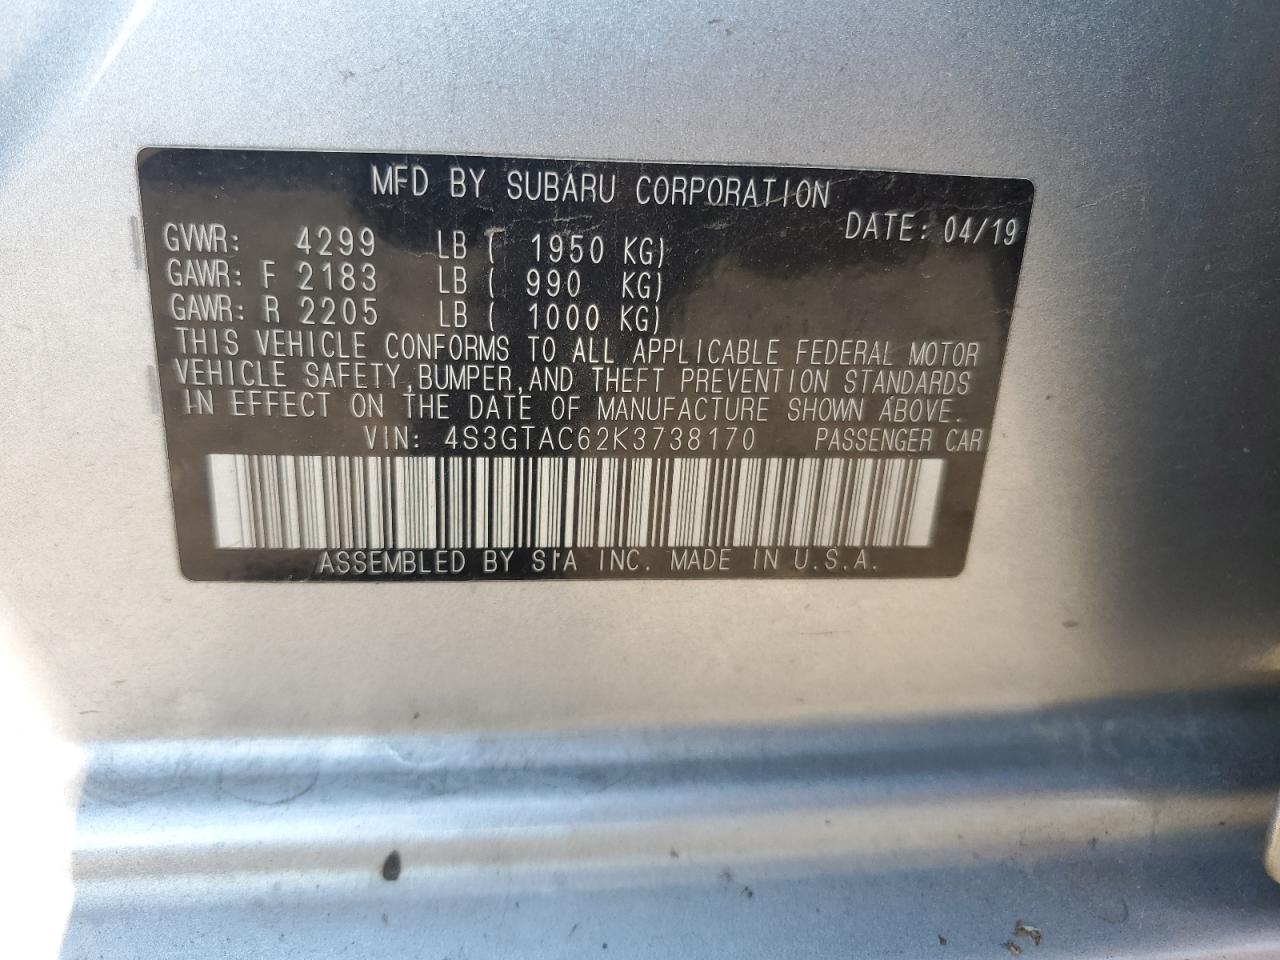 MFD BY SUBARU CORPORATION
DATE: 04/19
GVWR: 4299 LB ( 1950 KG)
GAWR: F 2183 LB ( 990 KG)
GAWR: R 2205 LB ( 1000 KG)
THIS VEHICLE CONFORMS TO ALL APPLICABLE FEDERAL MOTOR
VEHICLE SAFETY,BUMPER,AND THEFT PREVENTION STANDARDS
IN EFFECT ON THE DATE OF MANUFACTURE SHOWN ABOVE.
VIN: 4S3GTAC62K3738170 PASSENGER CAR
ASSEMBLED BY SIA INC. MADE IN U.S.A.